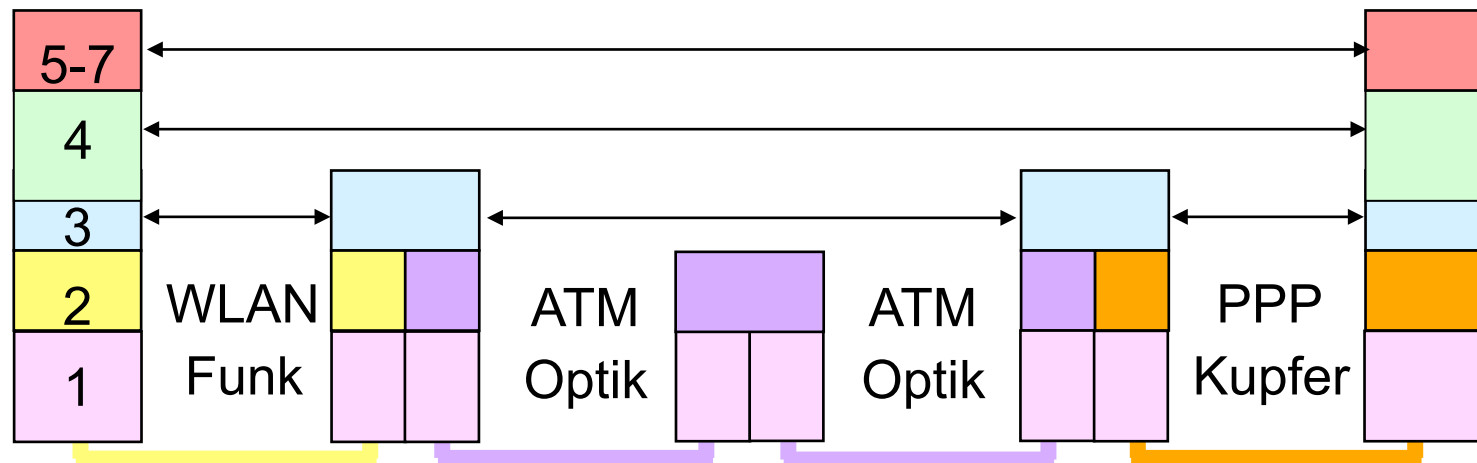 5-7
4
3
2
1
WLAN
Funk
ATM
Optik
ATM
Optik
PPP
Kupfer